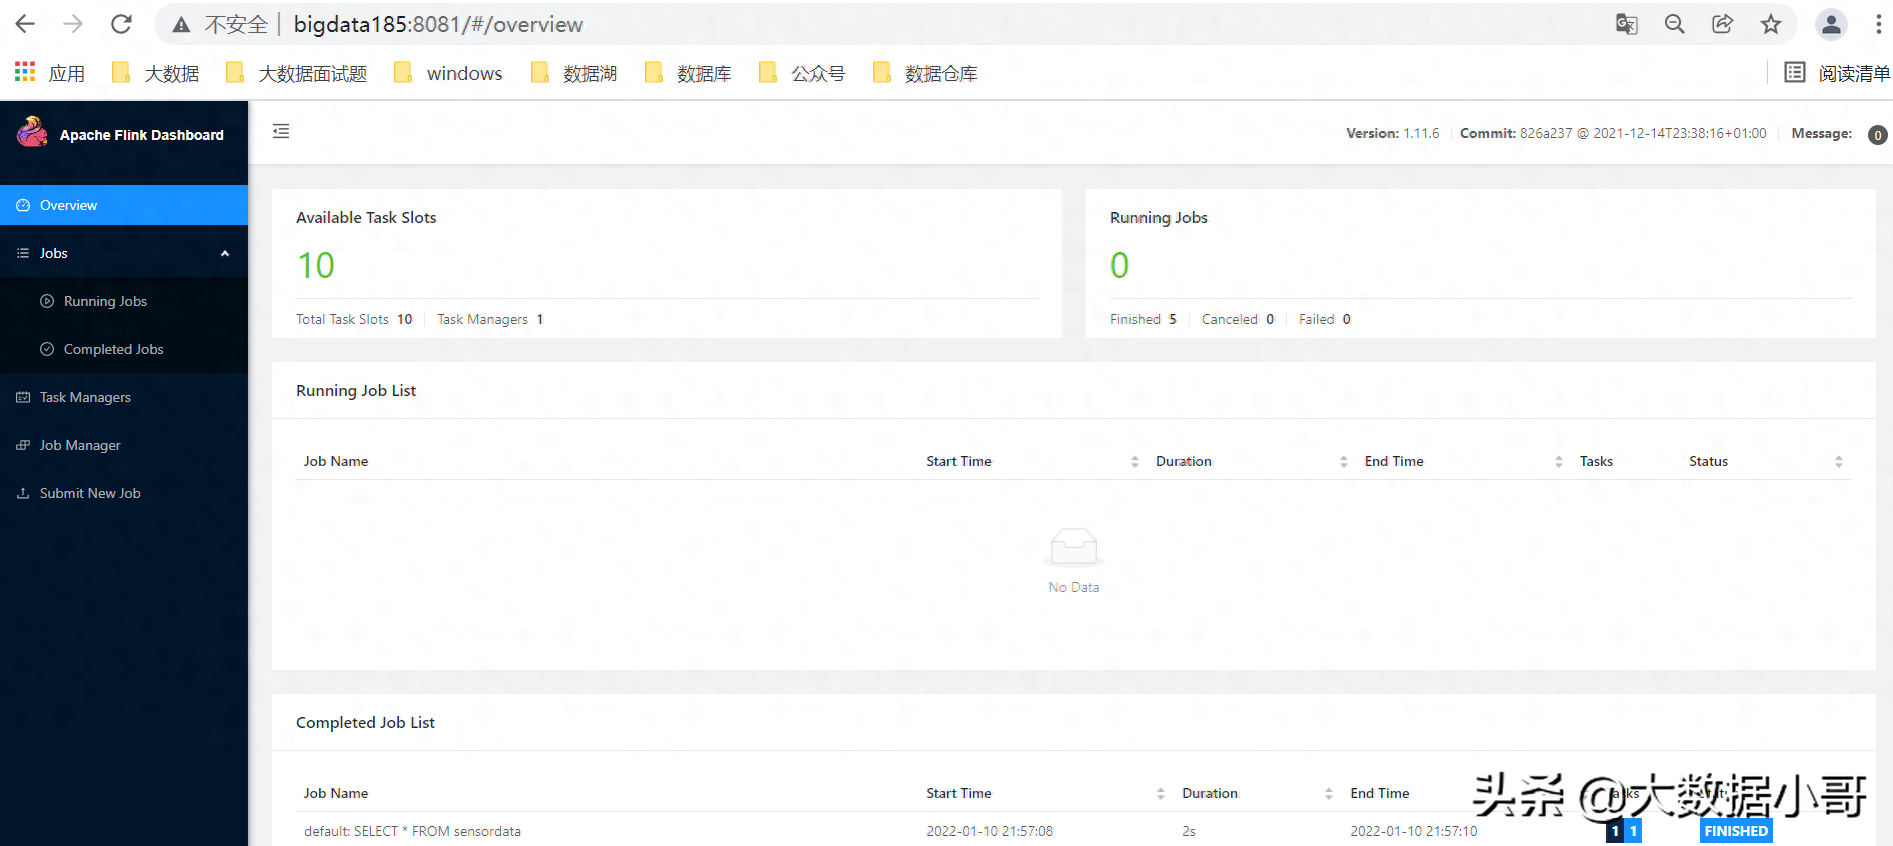 不安全 | bigdata185:8081/#/overview
应用 大数据 大数据面试题 windows 数据湖 数据库 公众号 数据仓库 阅读清单
Apache Flink Dashboard
Version: 1.11.6 Commit: 826a237 @ 2021-12-14T23:38:16+01:00 Message: 0
Overview
Jobs
Running Jobs
Completed Jobs
Task Managers
Job Manager
Submit New Job
Available Task Slots
10
Total Task Slots 10 Task Managers 1
Running Jobs
0
Finished 5 Canceled 0 Failed 0
Running Job List
Job Name Start Time Duration End Time Tasks Status
No Data
Completed Job List
Job Name Start Time Duration End Time
default: SELECT * FROM sensordata 2022-01-10 21:57:08 2s 2022-01-10 21:57:10 1 1 FINISHED
头条 @大数据小哥